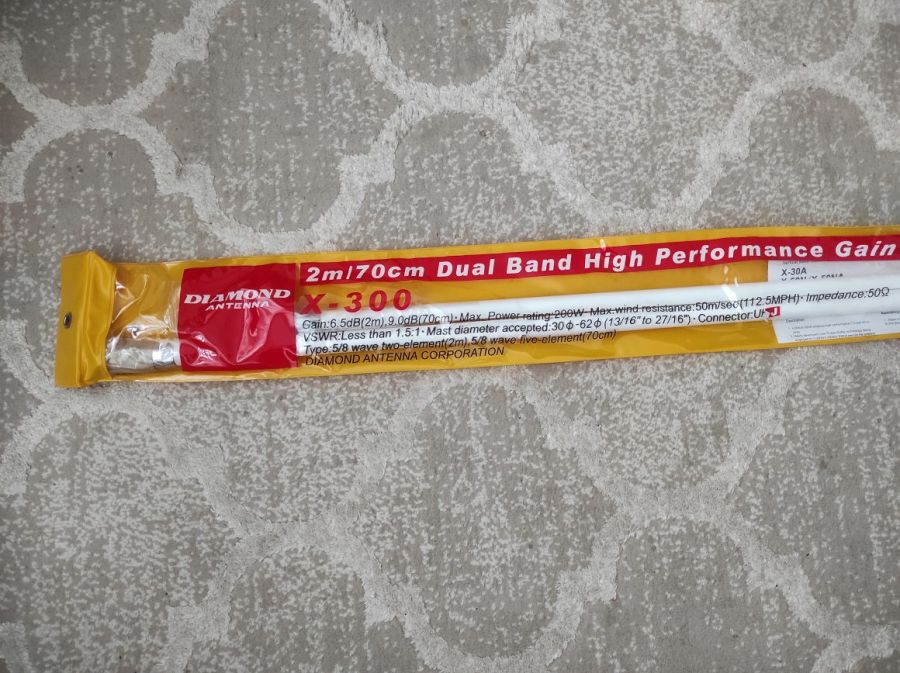 2m/70cm Dual Band High Performance Gain
DIAMOND
ANTENNA
X-300
Gain:6.5dB(2m),9.0dB(70cm)·Max. Power rating:200W·Max.wind resistance:50m/sec(112.5MPH)·Impedance:50Ω
VSWR:Less than 1.5:1·Mast diameter accepted:30ϕ-62ϕ (13/16" to 27/16")·Connector:UHF
Type:5/8 wave two-element(2m),5/8 wave five-element(70cm)
DIAMOND ANTENNA CORPORATION
X-30A